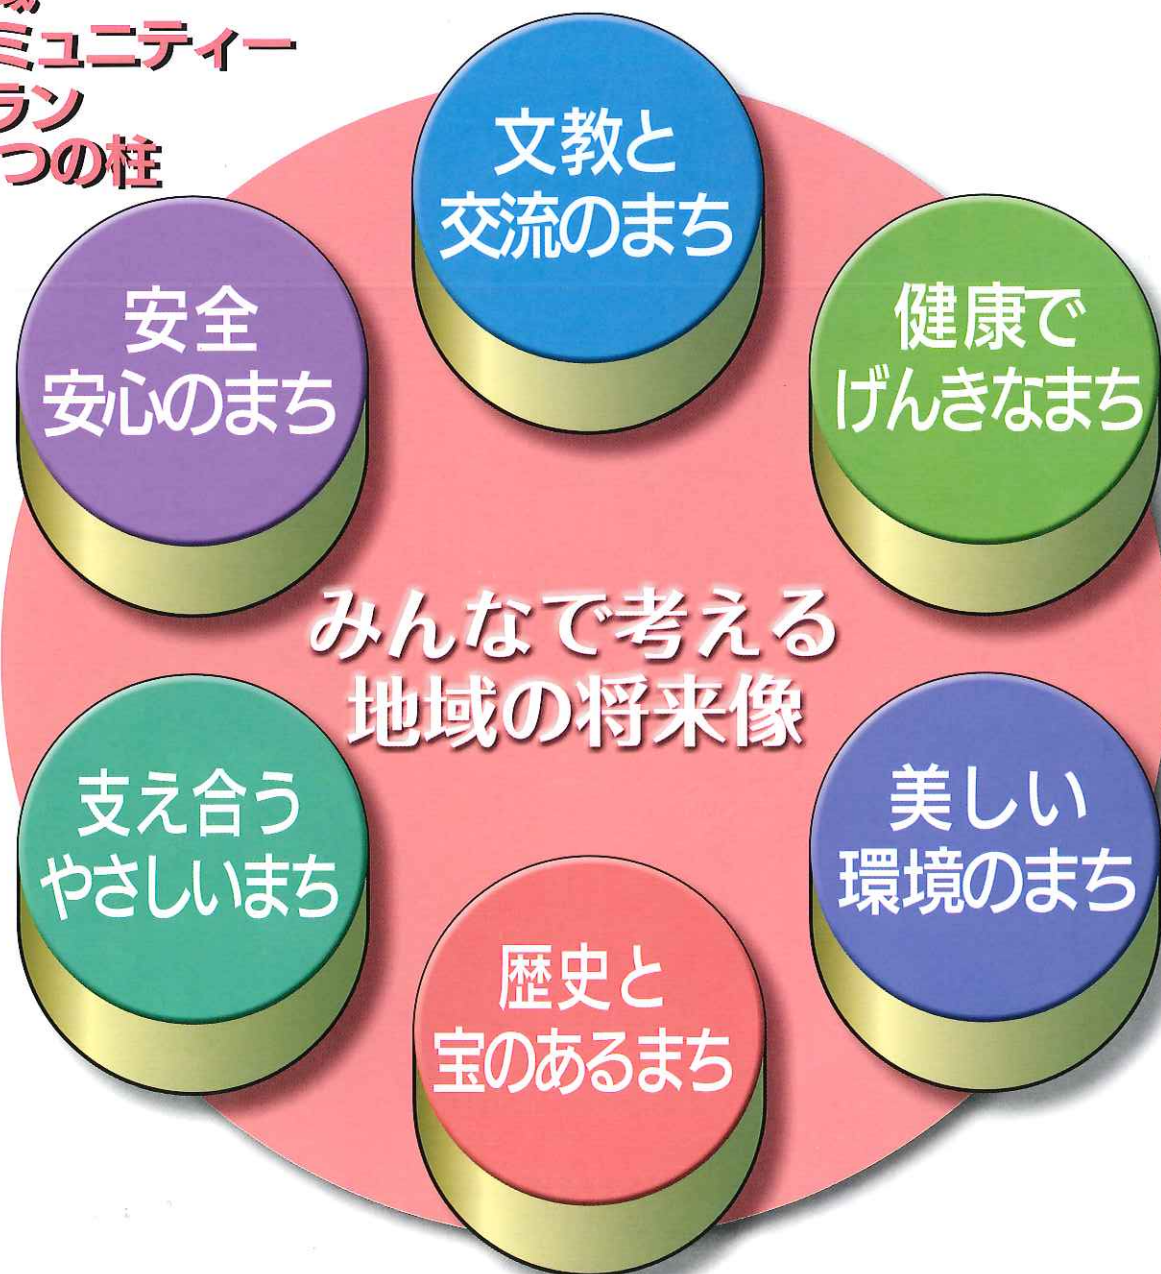 ミュニティー
ラン
つの柱
文教と
交流のまち
健康で
げんきなまち
安全
安心のまち
みんなで考える
地域の将来像
支え合う
やさしいまち
美しい
環境のまち
歴史と
宝のあるまち